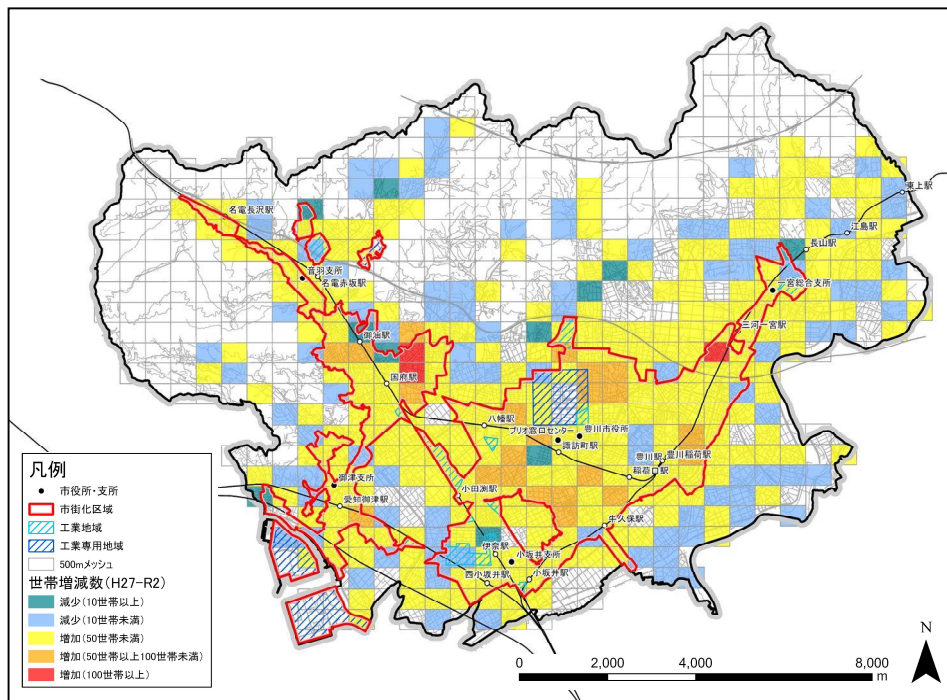 東上駅
名電長沢駅
江島駅
長山駅
音羽支所
名電赤坂駅
一宮総合支所
三河一宮駅
御油駅
国府駅
八幡駅
プリオ窓口センター
豊川市役所
諏訪町駅
豊川駅
豊川稲荷駅
稲荷口駅
御津支所
愛知御津駅
小田渕駅
牛久保駅
伊奈駅
小坂井支所
西小坂井駅
小坂井駅
凡例
市役所・支所
市街化区域
工業地域
工業専用地域
500mメッシュ
世帯増減数(H27-R2)
減少(10世帯以上)
減少(10世帯未満)
増加(50世帯未満)
増加(50世帯以上100世帯未満)
増加(100世帯以上)
N
0 2,000 4,000 8,000
m